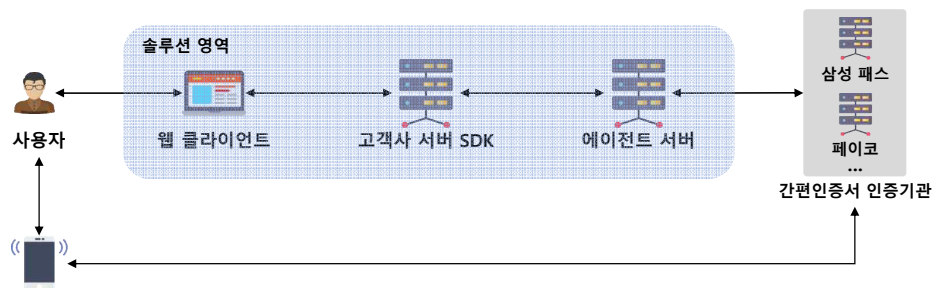 솔루션 영역
삼성 패스
사용자
웹 클라이언트
고객사 서버 SDK
에이전트 서버
페이코
...
간편인증서 인증기관